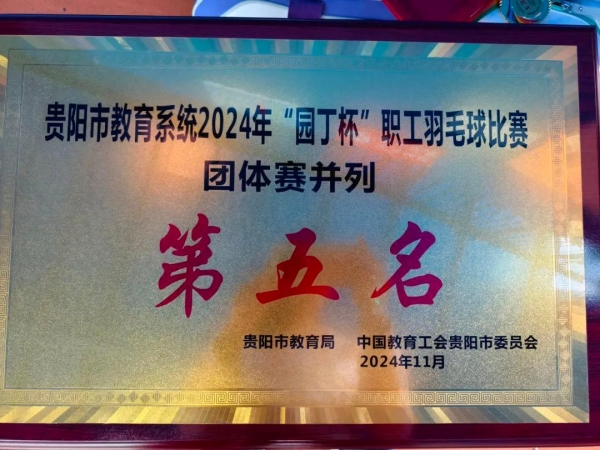 贵阳市教育系统2024年“园丁杯”职工羽毛球比赛
团体赛并列
第五名
贵阳市教育局 中国教育工会贵阳市委员会
2024年11月